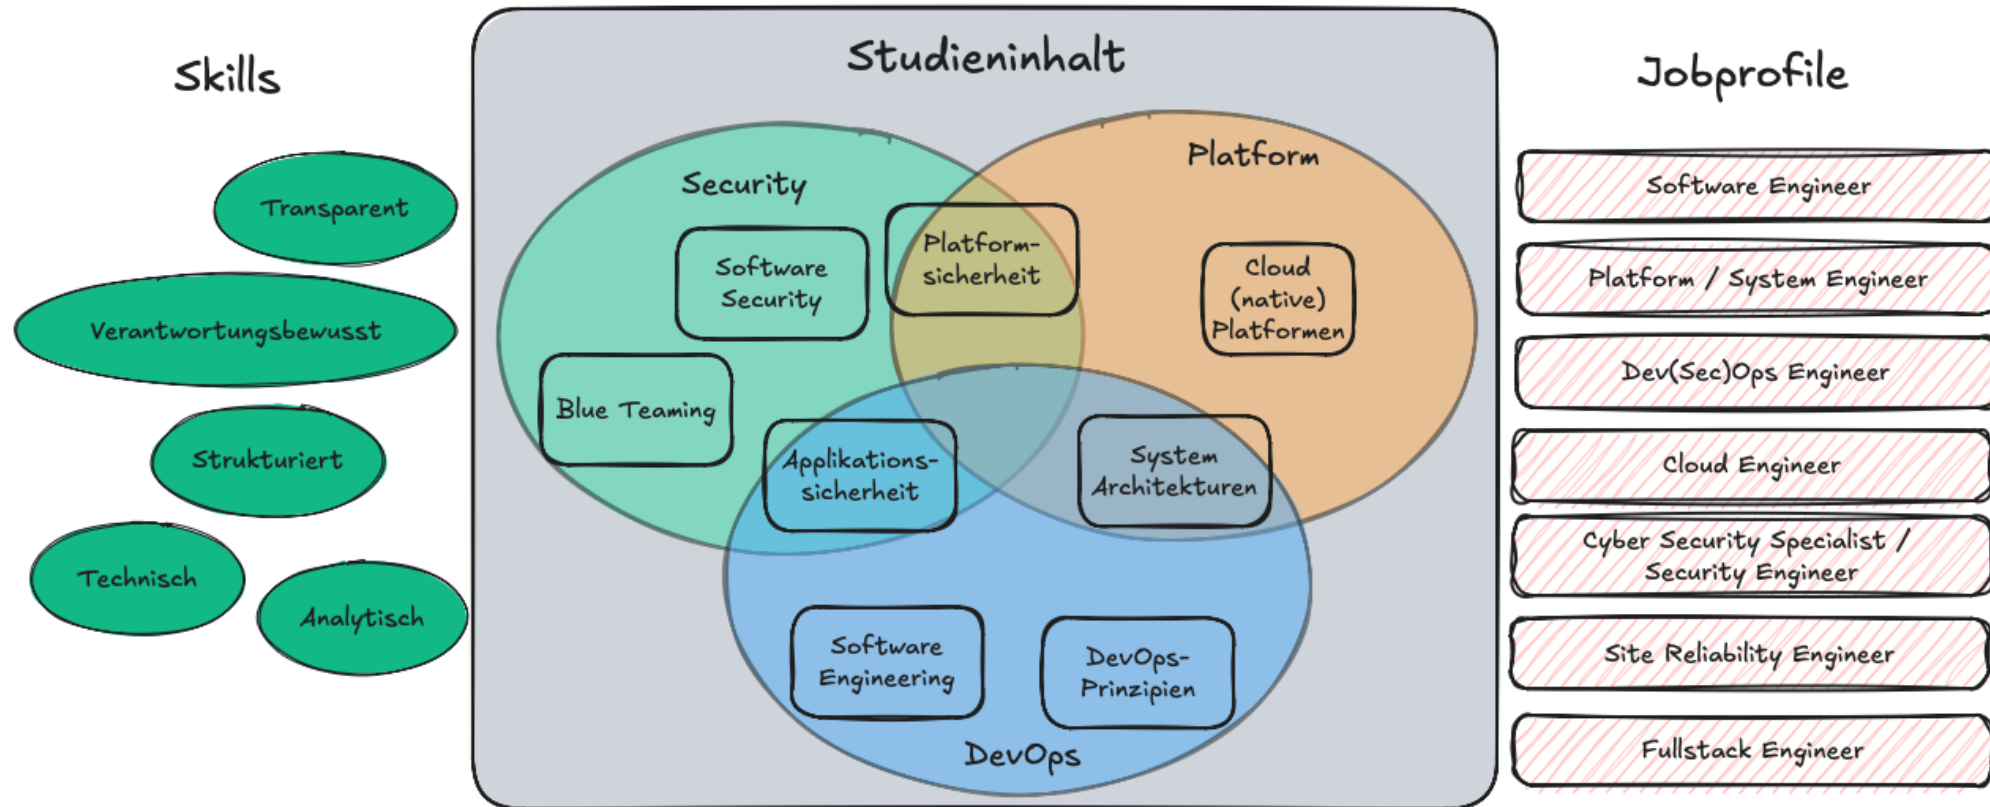 Skills
Transparent
Verantwortungsbewusst
Strukturiert
Technisch
Analytisch
Studieninhalt
Security
Platform
Software
Security
Platform-
sicherheit
Cloud
(native)
Platformen
Blue Teaming
Applikations-
sicherheit
System
Architekturen
Software
Engineering
DevOps-
Prinzipien
DevOps
Jobprofile
Software Engineer
Platform / System Engineer
Dev(Sec)Ops Engineer
Cloud Engineer
Cyber Security Specialist /
Security Engineer
Site Reliability Engineer
Fullstack Engineer